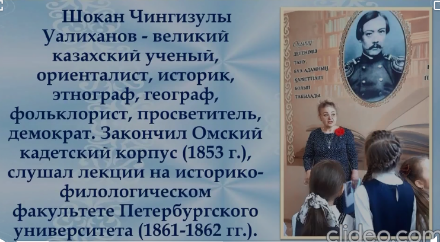 Шокан Чингизулы
Уалиханов - великий
казахский ученый,
ориенталист, историк,
этнограф, географ,
фольклорист, просветитель,
демократ. Закончил Омский
кадетский корпус (1853 г.),
слушал лекции на историко-
филологическом
факультете Петербургского
университета (1861-1862 гг.).
clideo.com